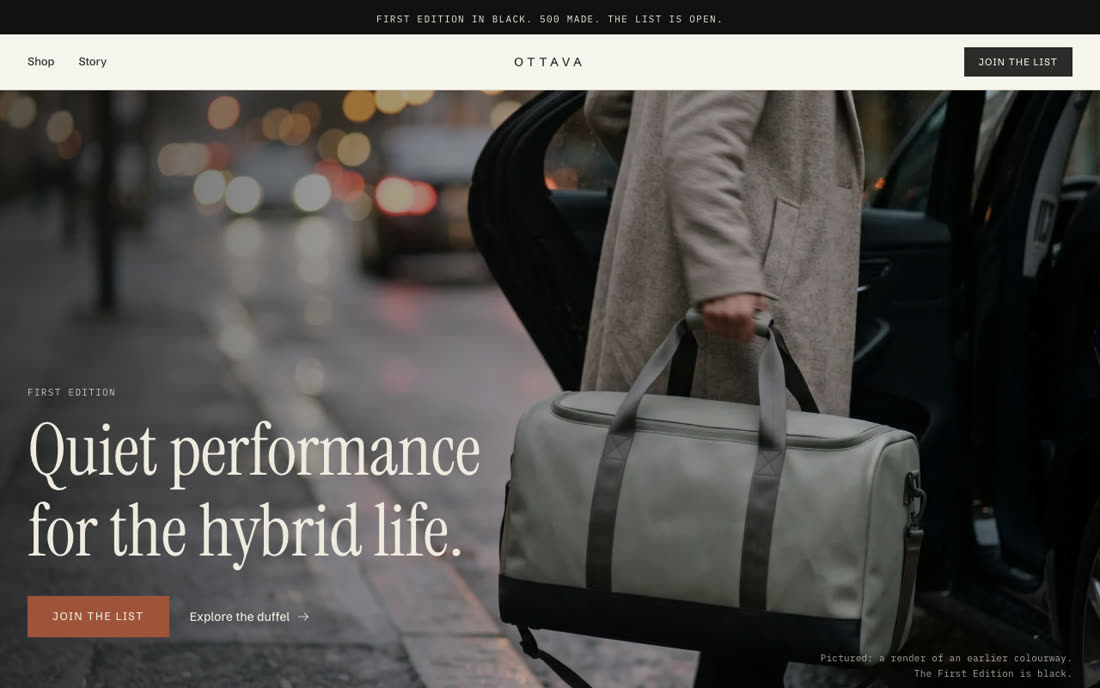 FIRST EDITION IN BLACK. 500 MADE. THE LIST IS OPEN.
Shop
Story
OTTAVA
JOIN THE LIST
FIRST EDITION
Quiet performance
for the hybrid life.
JOIN THE LIST
Explore the duffel →
Pictured: a render of an earlier colourway.
The First Edition is black.